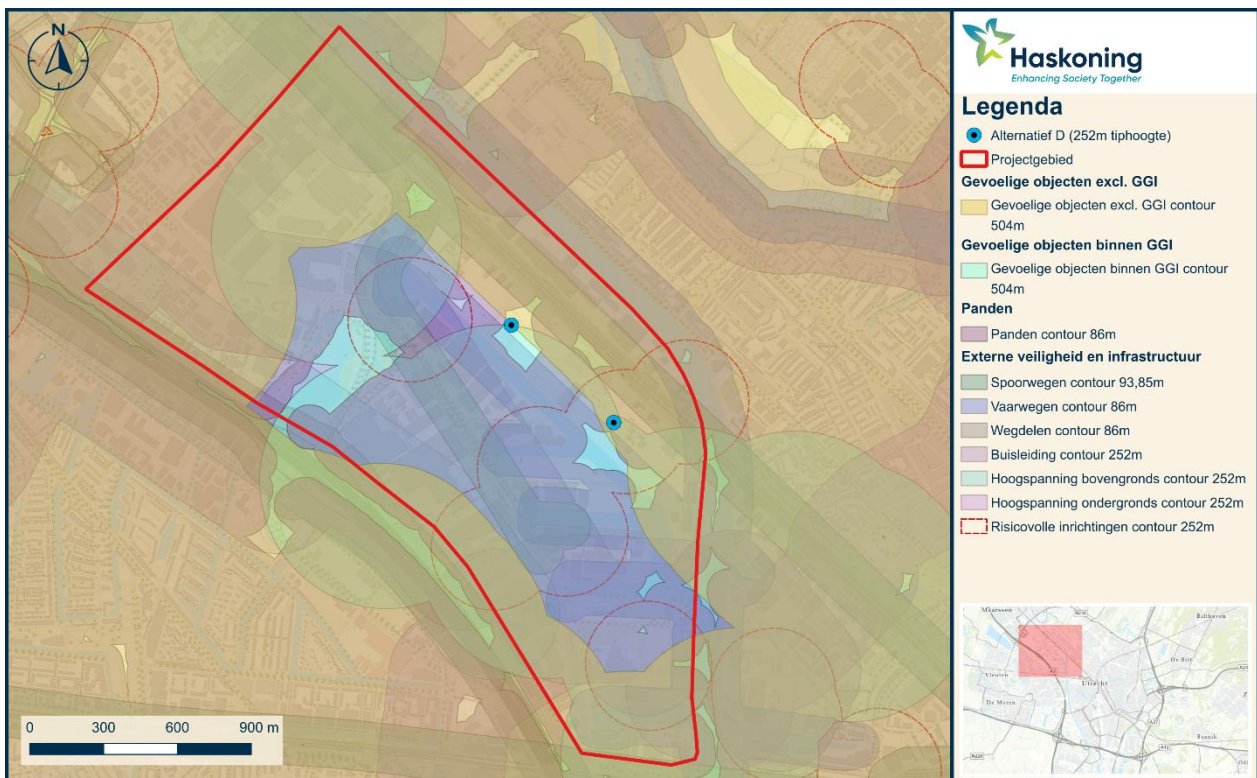 N
0 300 600 900 m
Haskoning
Enhancing Society Together
Legenda
Alternatief D (252m tiphoogte)
Projectgebied
Gevoelige objecten excl. GGI
Gevoelige objecten excl. GGI contour
504m
Gevoelige objecten binnen GGI
Gevoelige objecten binnen GGI contour
504m
Panden
Panden contour 86m
Externe veiligheid en infrastructuur
Spoorwegen contour 93,85m
Vaarwegen contour 86m
Wegdelen contour 86m
Buisleiding contour 252m
Hoogspanning bovengronds contour 252m
Hoogspanning ondergronds contour 252m
Risicovolle inrichtingen contour 252m
Maarssen
Vleuten
De Meern
Utrecht
De Bilt
Bunnik